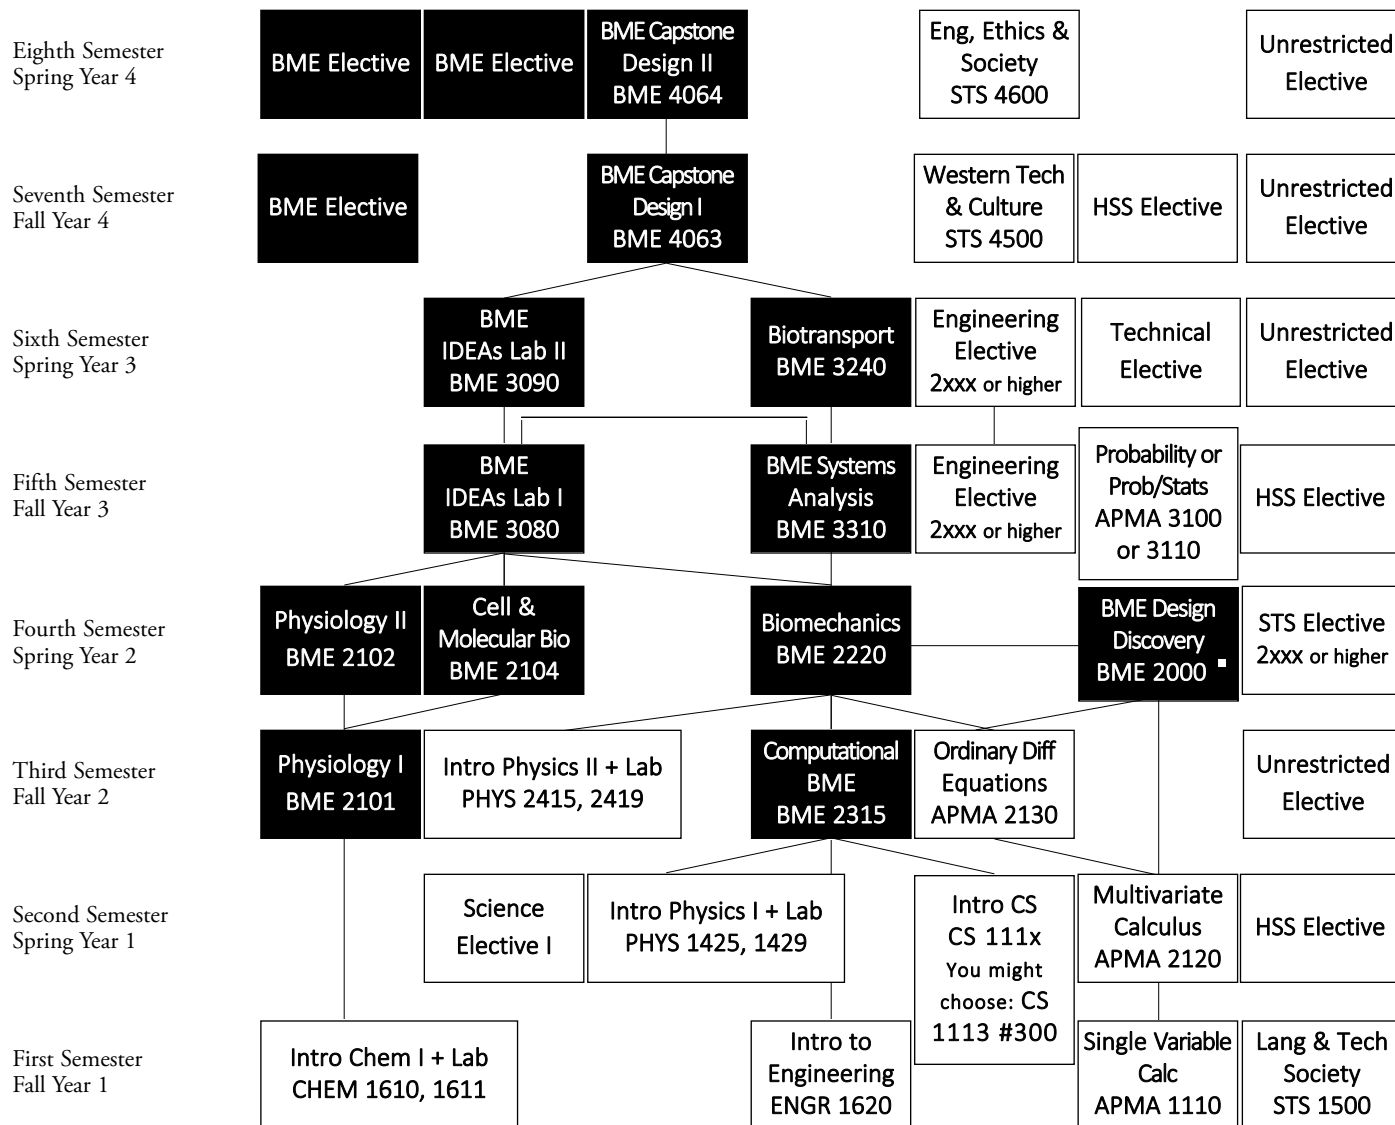 Eighth Semester
Spring Year 4
BME Elective
BME Elective
BME Capstone
Design II
BME 4064
Eng, Ethics &
Society
STS 4600
Unrestricted
Elective
Seventh Semester
Fall Year 4
BME Elective
BME Capstone
Design I
BME 4063
Western Tech
& Culture
STS 4500
HSS Elective
Unrestricted
Elective
Sixth Semester
Spring Year 3
BME
IDEAs Lab II
BME 3090
Biotransport
BME 3240
Engineering
Elective
2xxx or higher
Technical
Elective
Unrestricted
Elective
Fifth Semester
Fall Year 3
BME
IDEAs Lab I
BME 3080
BME Systems
Analysis
BME 3310
Engineering
Elective
2xxx or higher
Probability or
Prob/Stats
APMA 3100
or 3110
HSS Elective
Fourth Semester
Spring Year 2
Physiology II
BME 2102
Cell &
Molecular Bio
BME 2104
Biomechanics
BME 2220
BME Design
Discovery
BME 2000
STS Elective
2xxx or higher
Third Semester
Fall Year 2
Physiology I
BME 2101
Intro Physics II + Lab
PHYS 2415, 2419
Computational
BME
BME 2315
Ordinary Diff
Equations
APMA 2130
Unrestricted
Elective
Second Semester
Spring Year 1
Science
Elective I
Intro Physics I + Lab
PHYS 1425, 1429
Intro CS
CS 111x
You might
choose: CS
1113 #300
Multivariate
Calculus
APMA 2120
HSS Elective
First Semester
Fall Year 1
Intro Chem I + Lab
CHEM 1610, 1611
Intro to
Engineering
ENGR 1620
Single Variable
Calc
APMA 1110
Lang & Tech
Society
STS 1500